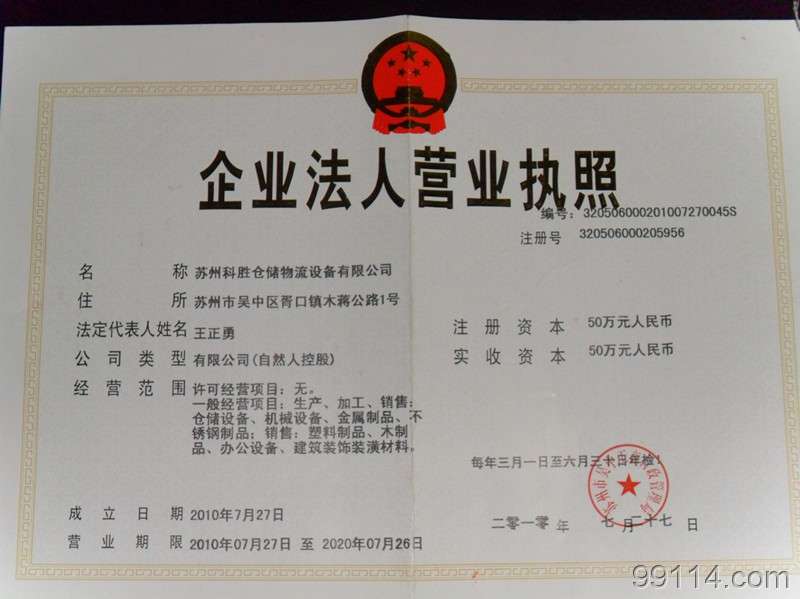 企业法人营业执照
编号：320506000201007270045S
注册号 320506000205956
名称 苏州科胜仓储物流设备有限公司
住所 苏州市吴中区胥口镇木蒋公路1号
法定代表人姓名 王正勇
注册资本 50万元人民币
公司类型 有限公司(自然人控股)
实收资本 50万元人民币
经营范围 许可经营项目：无。
一般经营项目：生产、加工、销售：
仓储设备、机械设备、金属制品、不
锈钢制品；销售：塑料制品、木制
品、办公设备、建筑装饰装潢材料。
每年三月一日至六月三十日年检！
成立日期 2010年7月27日
二零一零年 七月二十七日
营业期限 2010年07月27日 至 2020年07月26日
99114.com